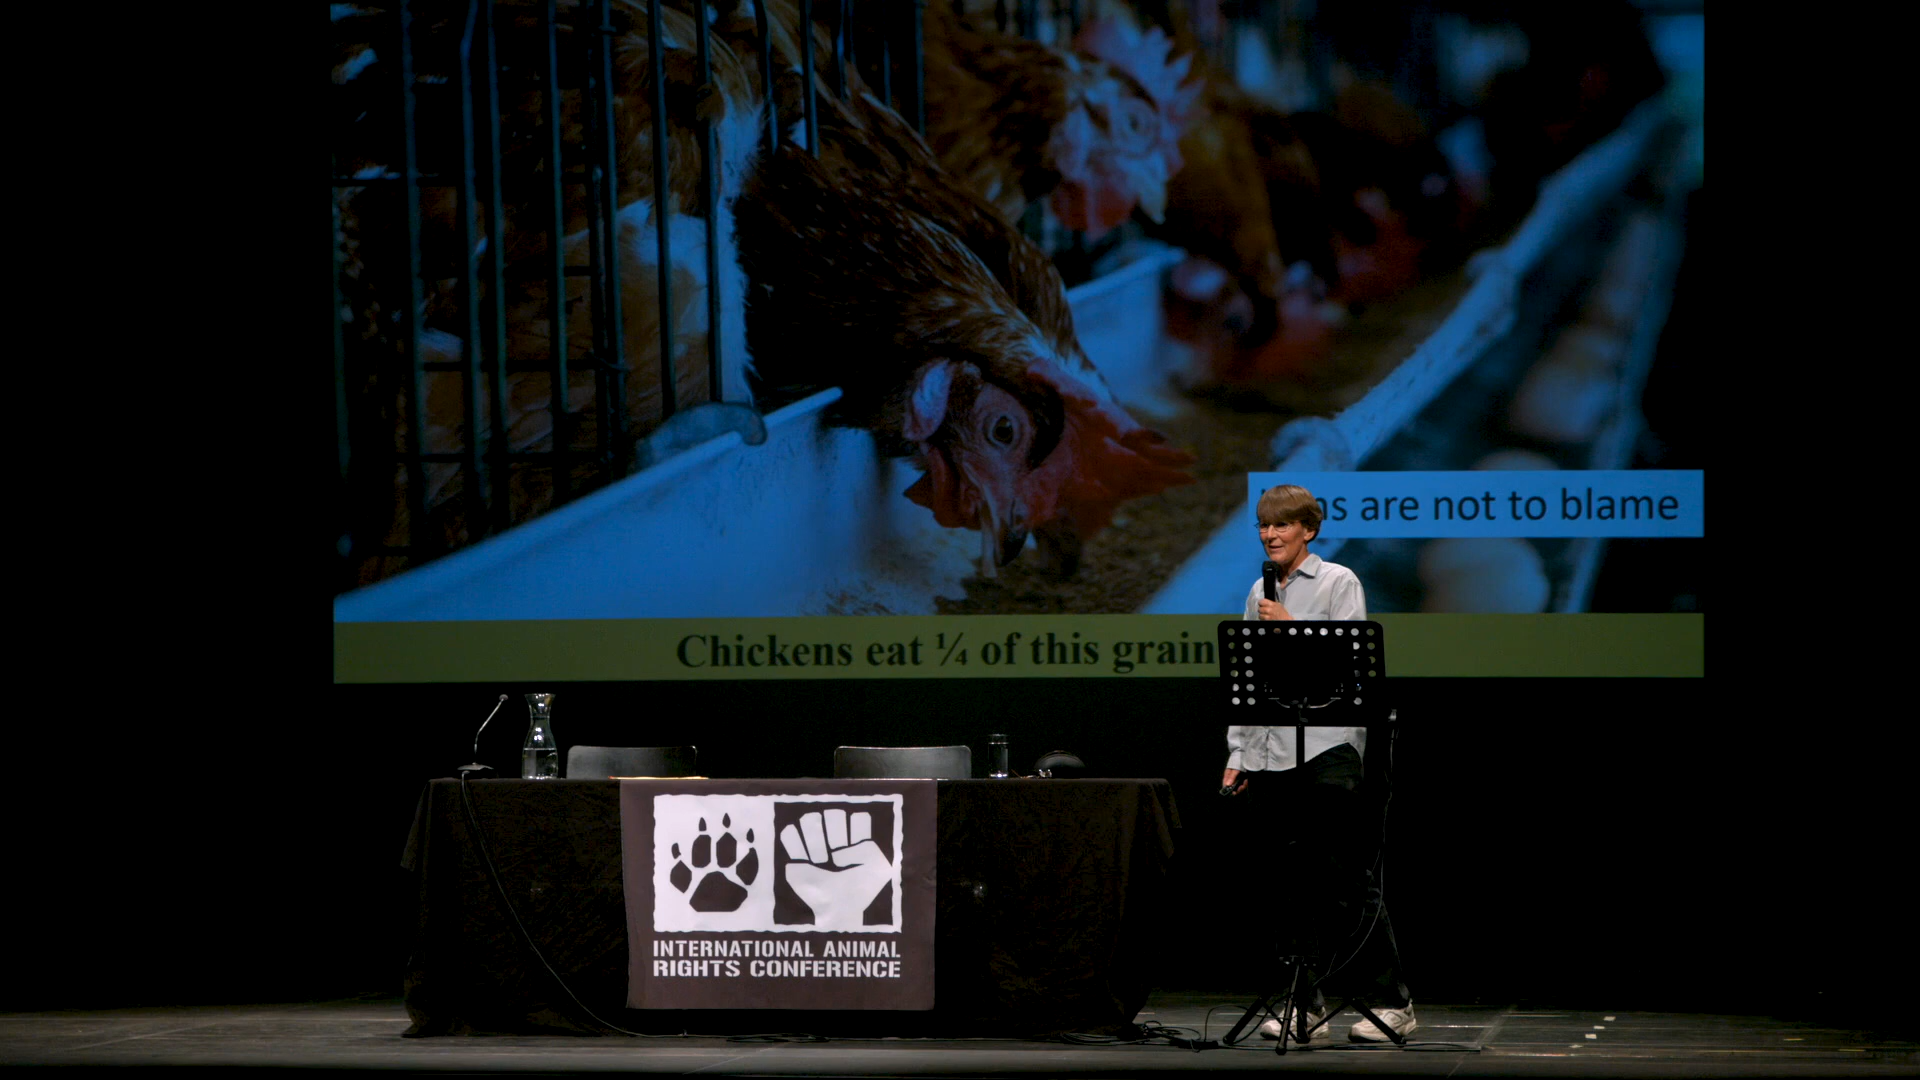 are not to blame
Chickens eat ¼ of this grain
INTERNATIONAL ANIMAL
RIGHTS CONFERENCE